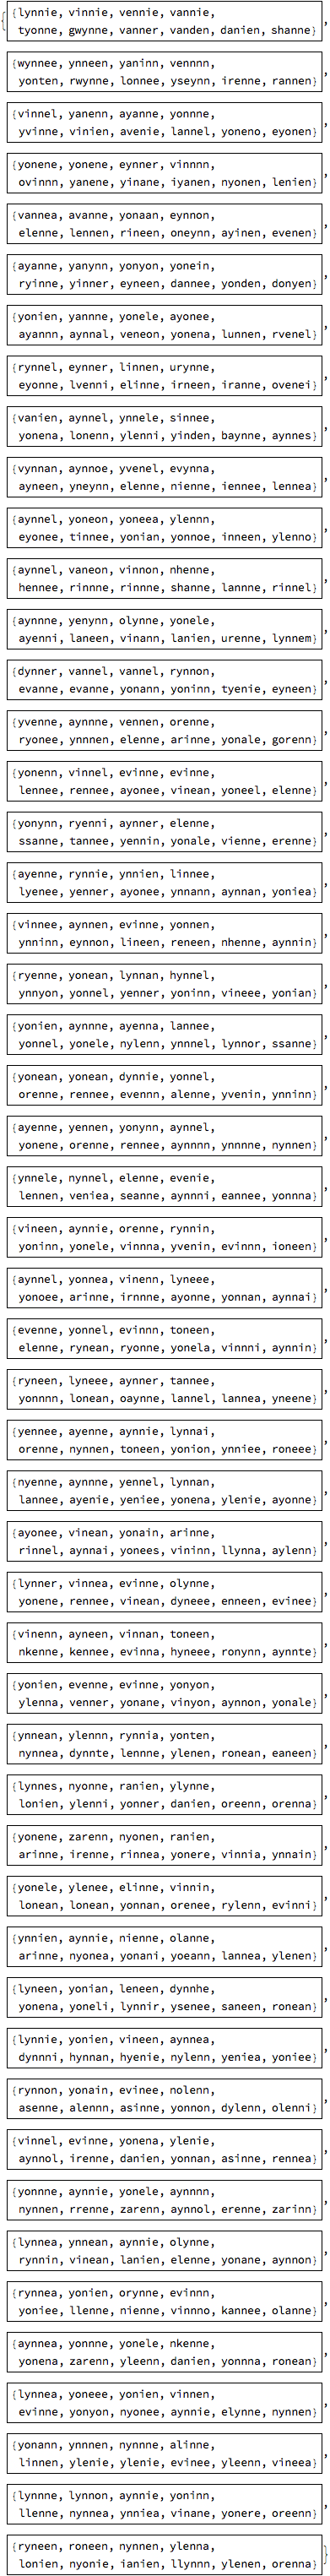 {{lynnie, vinnie, vennie, vannie,
tyonne, gwynne, vanner, vanden, danien, shanne},
{wynnee, ynneen, yaninn, vennnn,
yonten, rwynne, lonnee, yseynn, irenne, rannen},
{vinnel, yanenn, ayanne, yonnne,
yvinne, vinien, avenie, lannel, yoneno, eyonen},
{yonene, yonene, eynner, vinnnn,
ovinnn, yanene, yinane, iyanen, nyonen, lenien},
{vannea, avanne, yonaan, eynnon,
elenne, lennen, rineen, oneynn, ayinen, evenen},
{ayanne, yanynn, yonyon, yonein,
ryinne, yinner, eyneen, dannee, yonden, donyen},
{yonien, yannne, yonele, ayonee,
ayannn, aynnal, veneon, yonena, lunnen, rvenel},
{rynnel, eynner, linnen, urynne,
eyonne, lvenni, elinne, irneen, iranne, ovenei},
{vanien, aynnel, ynnele, sinnee,
yonena, lonenn, ylenni, yinden, baynne, aynnes},
{vynnan, aynnoe, yvenel, evynna,
ayneen, yneynn, elenne, nienne, iennee, lennea},
{aynnel, yoneon, yoneea, ylennn,
eyonee, tinnee, yonian, yonnoe, inneen, ylenno},
{aynnel, vaneon, vinnon, nhenne,
hennee, rinnne, rinnne, shanne, lannne, rinnel},
{aynnne, yenynn, olynne, yonele,
ayenni, laneen, vinann, lanien, urenne, lynnem},
{dynner, vannel, vannel, rynnon,
evanne, evanne, yonann, yoninn, tyenie, eyneen},
{yvenne, aynnne, vennen, orenne,
ryonee, ynnnen, elenne, arinne, yonale, gorenn},
{yonenn, vinnel, evinne, evinne,
lennee, rennee, ayonee, vinean, yoneel, elenne},
{yonynn, ryenni, aynner, elenne,
ssanne, tannee, yennin, yonale, vienne, erenne},
{ayenne, rynnie, ynnien, linnee,
lyenee, yenner, ayonee, ynnann, aynnan, yoniea},
{vinnee, aynnen, evinne, yonnen,
ynninn, eynnon, lineen, reneen, nhenne, aynnin},
{ryenne, yonean, lynnan, hynnel,
ynnyon, yonnel, yenner, yoninn, vineee, yonian},
{yonien, aynnne, ayenna, lannee,
yonnel, yonele, nylenn, ynnnel, lynnor, ssanne},
{yonean, yonean, dynnie, yonnel,
orenne, rennee, evennn, alenne, yvenin, ynninn},
{ayenne, yennen, yonynn, aynnel,
yonene, orenne, rennee, aynnnn, ynnnne, nynnen},
{ynnele, nynnel, elenne, evenie,
lennen, veniea, seanne, aynnni, eannee, yonnna},
{vineen, aynnie, orenne, rynnin,
yoninn, yonele, vinnna, yvenin, evinnn, ioneen},
{aynnel, yonnea, vinenn, lyneee,
yonoee, arinne, irnnne, ayonne, yonnan, aynnai},
{evenne, yonnel, evinnn, toneen,
elenne, rynean, ryonne, yonela, vinnni, aynnin},
{ryneen, lyneee, aynner, tannee,
yonnnn, lonean, oaynne, lannel, lannea, yneene},
{yennee, ayenne, aynnie, lynnai,
orenne, nynnen, toneen, yonion, ynniee, roneee},
{nyenne, aynnne, yennel, lynnan,
lannee, ayenie, yeniee, yonena, ylenie, ayonne},
{ayonee, vinean, yonain, arinne,
rinnel, aynnai, yonees, vininn, llynna, aylenn},
{lynner, vinnea, evinne, olynne,
yonene, rennee, vinean, dyneee, enneen, evinee},
{vinenn, ayneen, vinnan, toneen,
nkenne, kennee, evinna, hyneee, ronynn, aynnte},
{yonien, evenne, evinne, yonyon,
ylenna, venner, yonane, vinyon, aynnon, yonale},
{ynnean, ylennn, rynnia, yonten,
nynnea, dynnte, lennne, ylenen, ronean, eaneen},
{lynnes, nyonne, ranien, ylynne,
lonien, ylenni, yonner, danien, oreenn, orenna},
{yonene, zarenn, nyonen, ranien,
arinne, irenne, rinnea, yonere, vinnia, ynnain},
{yonele, ylenee, elinne, vinnin,
lonean, lonean, yonnan, orenee, rylenn, evinni},
{ynnien, aynnie, nienne, olanne,
arinne, nyonea, yonani, yoeann, lannea, ylenen},
{lyneen, yonian, leneen, dynnhe,
yonena, yoneli, lynnir, ysenee, saneen, ronean},
{lynnie, yonien, vineen, aynnea,
dynnni, hynnan, hyenie, nylenn, yeniea, yoniee},
{rynnon, yonain, evinee, nolenn,
asenne, alennn, asinne, yonnon, dylenn, olenni},
{vinnel, evinne, yonena, ylenie,
aynnol, irenne, danien, yonnan, asinne, rennea},
{yonnne, aynnie, yonele, aynnnn,
nynnen, rrenne, zarenn, aynnol, erenne, zarinn},
{lynnea, ynnean, aynnie, olynne,
rynnin, vinean, lanien, elenne, yonane, aynnon},
{rynnea, yonien, orynne, evinnn,
yoniee, llenne, nienne, vinnno, kannee, olanne},
{aynnea, yonnne, yonele, nkenne,
yonena, zarenn, yleenn, danien, yonnna, ronean},
{lynnea, yoneee, yonien, vinnen,
evinne, yonyon, nyonee, aynnie, elynne, nynnen},
{yonann, ynnnen, nynnne, alinne,
linnen, ylenie, ylenie, evinee, yleenn, vineea},
{lynnne, lynnon, aynnie, yoninn,
llenne, nynnea, ynniea, vinane, yonere, oreenn},
{ryneen, roneen, nynnen, ylenna,
lonien, nyonie, ianien, llynnn, ylenen, orenna}}